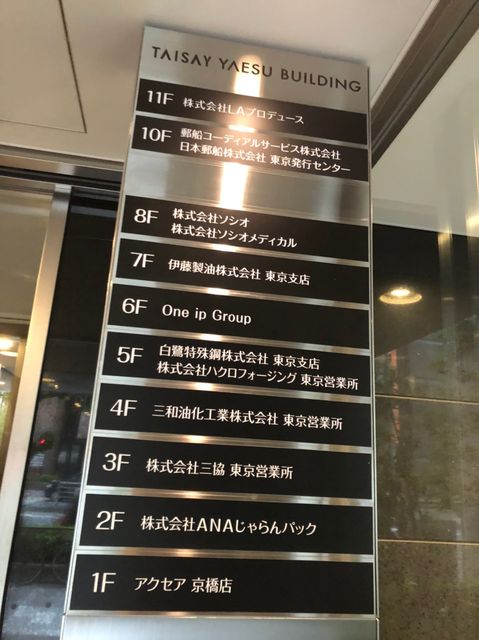 TAISAY YAESU BUILDING
11F 株式会社LAプロデュース
10F 郵船コーディアルサービス株式会社
日本郵船株式会社 東京発行センター
8F 株式会社ソシオ
株式会社ソシオメディカル
7F 伊藤製油株式会社 東京支店
6F One ip Group
5F 白鷺特殊鋼株式会社 東京支店
株式会社ハクロフォージング 東京営業所
4F 三和油化工業株式会社 東京営業所
3F 株式会社三協 東京営業所
2F 株式会社ANAじゃらんパック
1F アクセア 京橋店